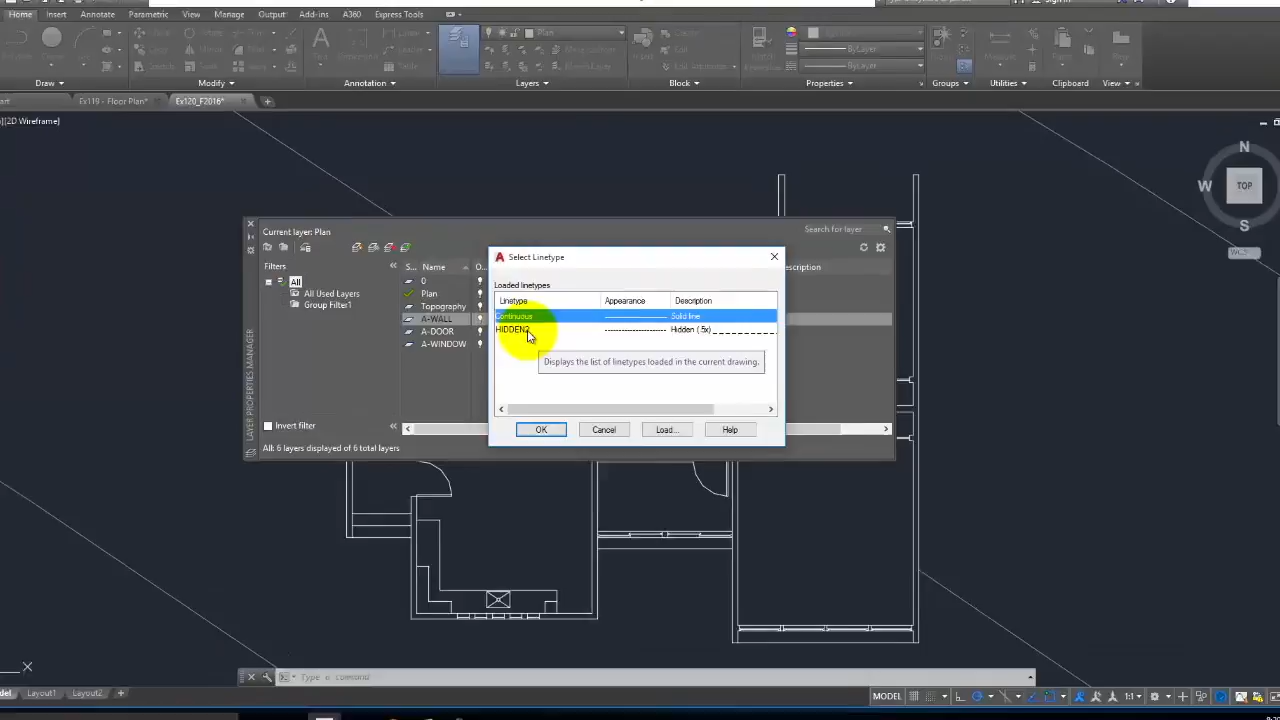 Home Insert Annotate Parametric View Manage Output Add-ins A360 Express Tools
Plan
ByLayer
ByLayer
Draw Modify Annotation Layers Block Properties Groups Utilities Clipboard View
Ex119 - Floor Plan* Ex120_F2016*
[2D Wireframe]
N
W TOP
S
WCS
Current layer: Plan
Search for layer
Filters
S... Name O...
All
All Used Layers
Group Filter1
0
Plan
Topography
A-WALL
A-DOOR
A-WINDOW
LAYER PROPERTIES MANAGER
Invert filter
All: 6 layers displayed of 6 total layers
Select Linetype
Loaded linetypes
Linetype Appearance Description
Continuous Solid line
HIDDEN2 Hidden (.5x)
Displays the list of linetypes loaded in the current drawing.
OK Cancel Load... Help
X
Type a command
Layout1 Layout2
MODEL 1:1